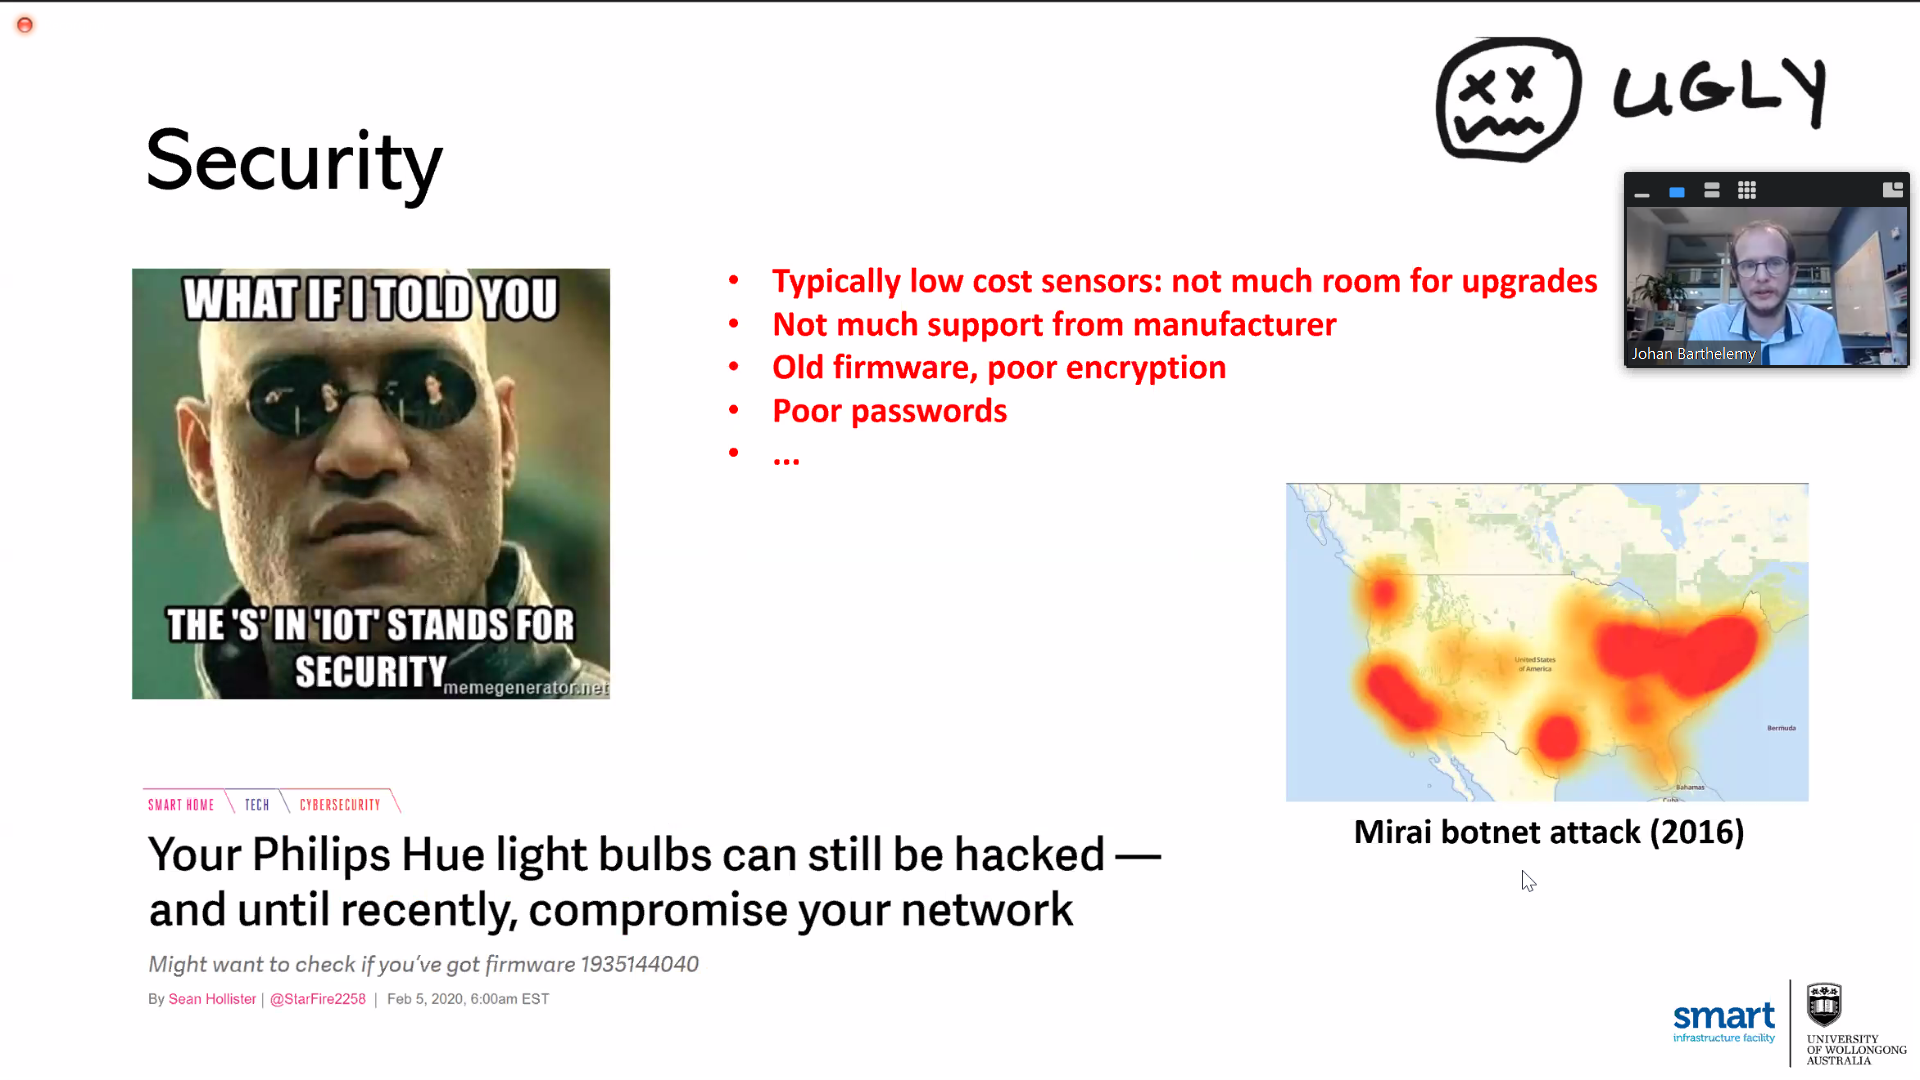 UGLY
Security
WHAT IF I TOLD YOU
THE 'S' IN 'IOT' STANDS FOR
SECURITY
memegenerator.net
• Typically low cost sensors: not much room for upgrades
• Not much support from manufacturer
• Old firmware, poor encryption
• Poor passwords
• ...
Johan Barthelemy
United States
of America
Bermuda
Bahamas
Cuba
Mirai botnet attack (2016)
SMART HOME \ TECH \ CYBERSECURITY
Your Philips Hue light bulbs can still be hacked —
and until recently, compromise your network
Might want to check if you've got firmware 1935144040
By Sean Hollister | @StarFire2258 | Feb 5, 2020, 6:00am EST
smart
infrastructure facility
UNIVERSITY
OF WOLLONGONG
AUSTRALIA